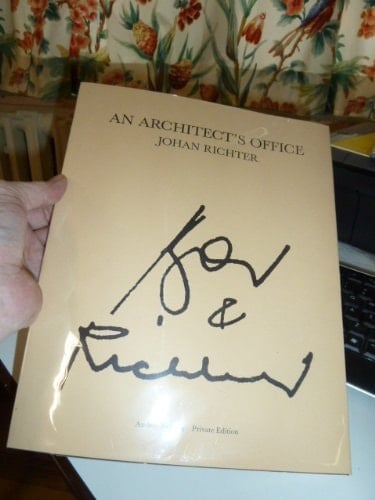 AN ARCHITECT'S OFFICE
JOHAN RICHTER
&
Richter
Private Edition